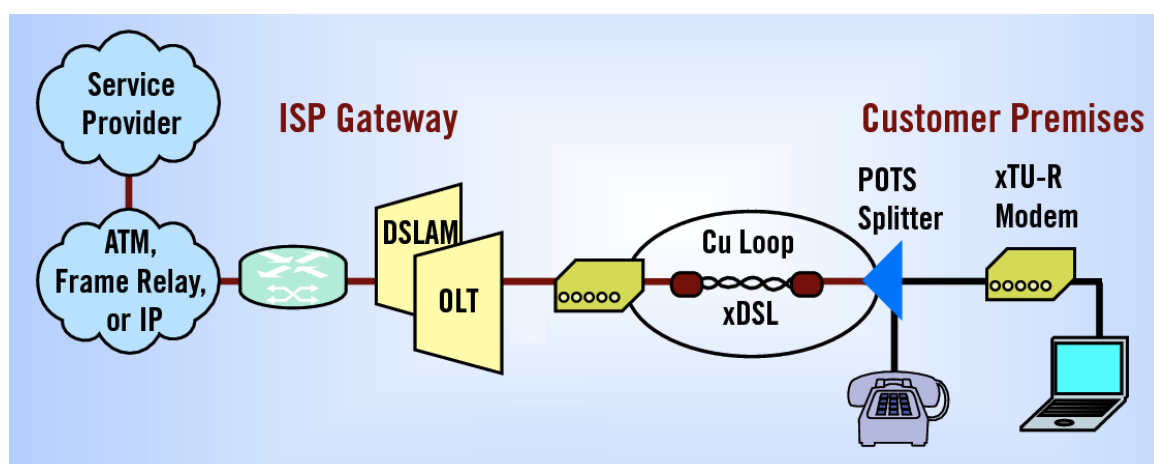 Service
Provider
ISP Gateway
Customer Premises
ATM,
Frame Relay,
or IP
DSLAM
OLT
Cu Loop
xDSL
POTS
Splitter
xTU-R
Modem